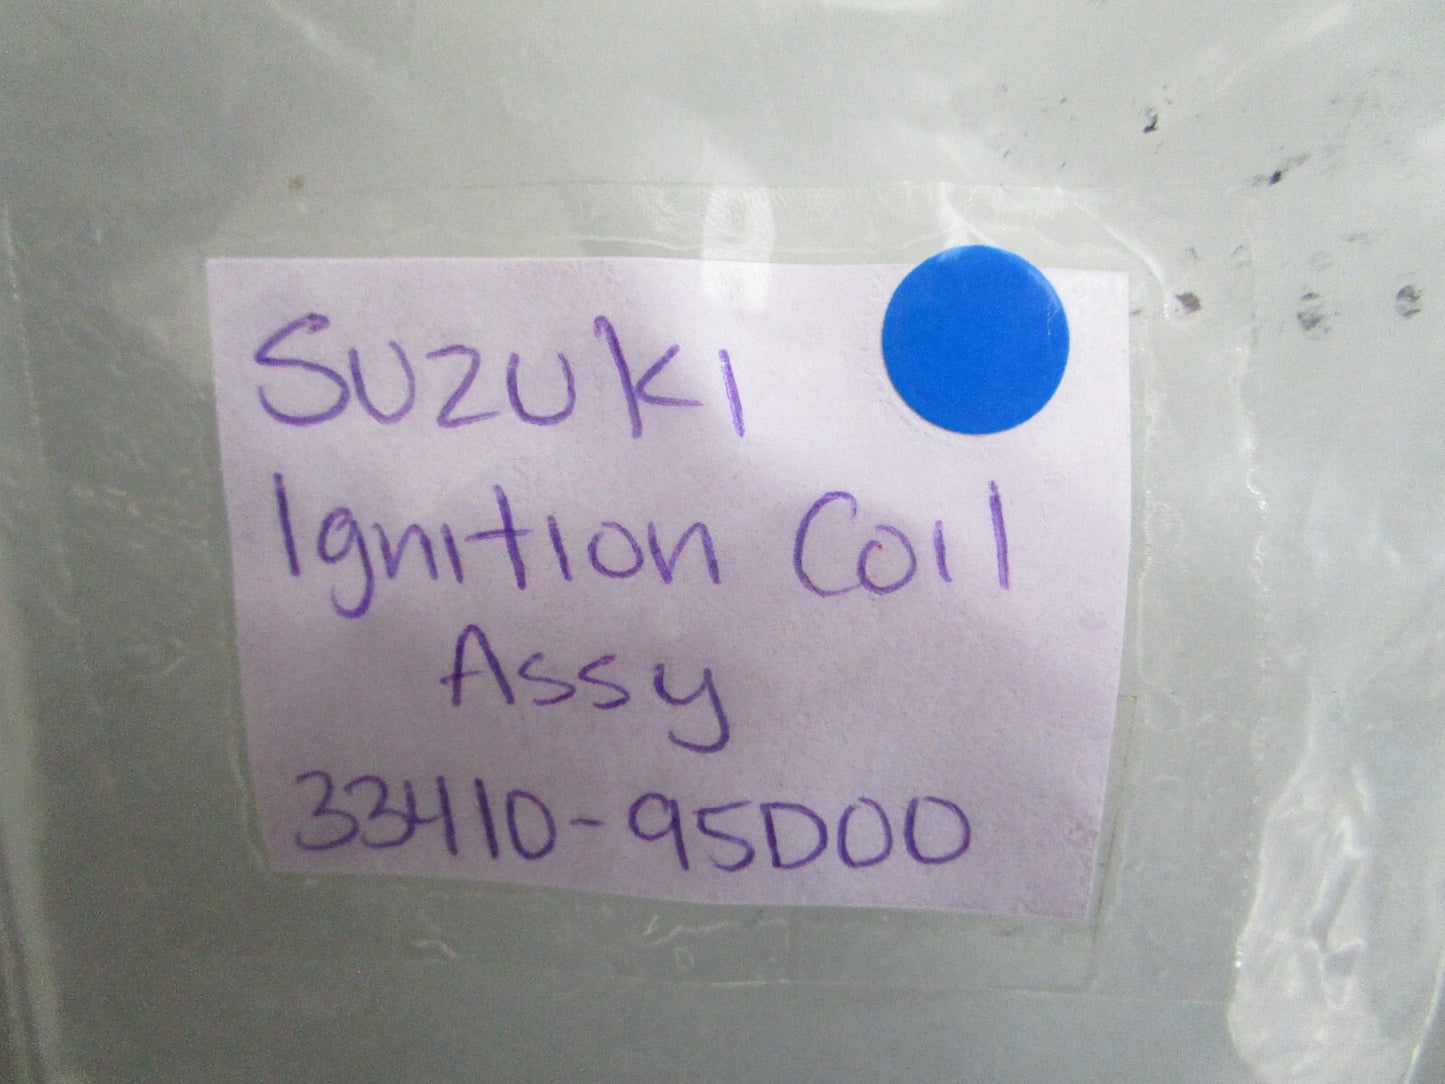 Suzuki
Ignition Coil
Assy
33410-95D00